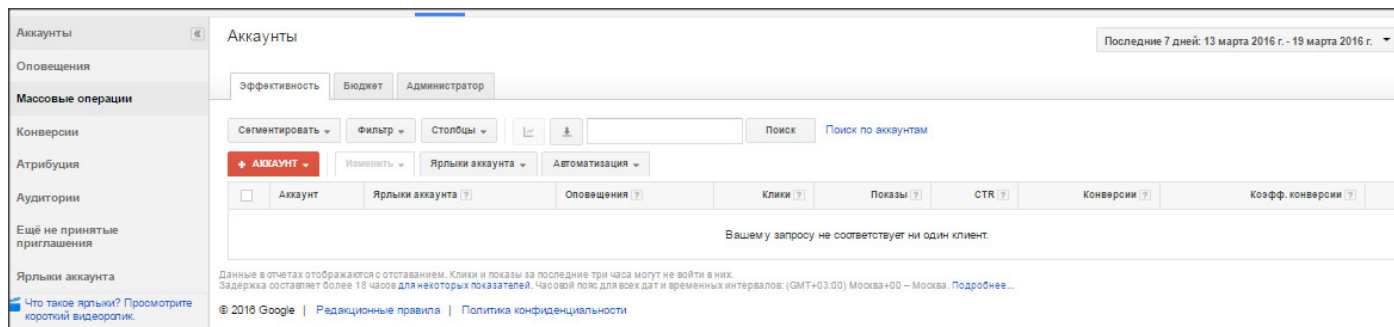 Аккаунты
Оповещения
Массовые операции
Конверсии
Атрибуция
Аудитории
Ещё не принятые
приглашения
Ярлыки аккаунта
Что такое ярлыки? Просмотрите
короткий видеоролик.
Аккаунты
Последние 7 дней: 13 марта 2016 г. - 19 марта 2016 г.
Эффективность Бюджет Администратор
Сегментировать Фильтр Столбцы Поиск Поиск по аккаунтам
+ АККАУНТ Изменить Ярлыки аккаунта Автоматизация
Аккаунт Ярлыки аккаунта ? Оповещения ? Клики ? Показы ? CTR ? Конверсии ? Коэфф. конверсии ?
Вашему запросу не соответствует ни один клиент.
Данные в отчетах отображаются с отставанием. Клики и показы за последние три часа могут не войти в них.
Задержка составляет более 18 часов для некоторых показателей. Часовой пояс для всех дат и временных интервалов: (GMT+03:00) Москва+00 – Москва. Подробнее...
© 2016 Google | Редакционные правила | Политика конфиденциальности